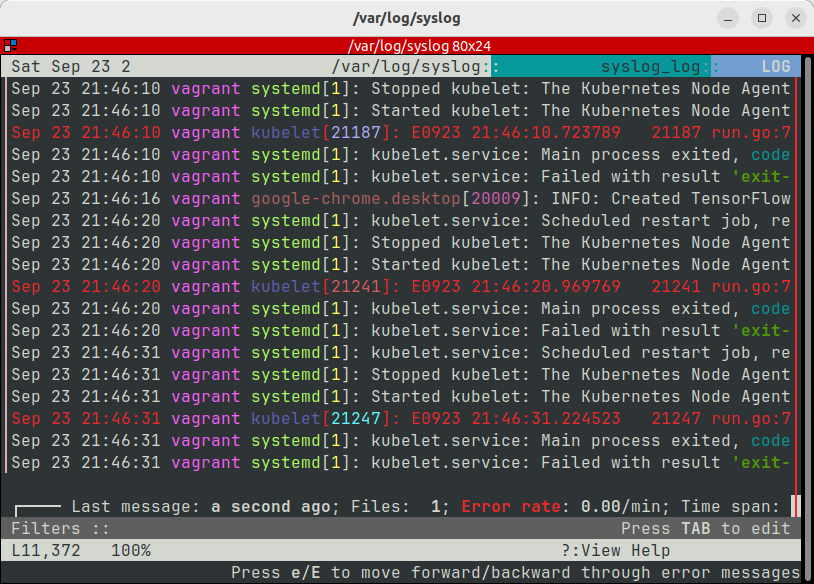 /var/log/syslog
/var/log/syslog 80x24
Sat Sep 23 2 /var/log/syslog:: syslog_log:: LOG
Sep 23 21:46:10 vagrant systemd[1]: Stopped kubelet: The Kubernetes Node Agent
Sep 23 21:46:10 vagrant systemd[1]: Started kubelet: The Kubernetes Node Agent
Sep 23 21:46:10 vagrant kubelet[21187]: E0923 21:46:10.723789 21187 run.go:7
Sep 23 21:46:10 vagrant systemd[1]: kubelet.service: Main process exited, code
Sep 23 21:46:10 vagrant systemd[1]: kubelet.service: Failed with result 'exit-
Sep 23 21:46:16 vagrant google-chrome.desktop[20009]: INFO: Created TensorFlow
Sep 23 21:46:20 vagrant systemd[1]: kubelet.service: Scheduled restart job, re
Sep 23 21:46:20 vagrant systemd[1]: Stopped kubelet: The Kubernetes Node Agent
Sep 23 21:46:20 vagrant systemd[1]: Started kubelet: The Kubernetes Node Agent
Sep 23 21:46:20 vagrant kubelet[21241]: E0923 21:46:20.969769 21241 run.go:7
Sep 23 21:46:20 vagrant systemd[1]: kubelet.service: Main process exited, code
Sep 23 21:46:20 vagrant systemd[1]: kubelet.service: Failed with result 'exit-
Sep 23 21:46:31 vagrant systemd[1]: kubelet.service: Scheduled restart job, re
Sep 23 21:46:31 vagrant systemd[1]: Stopped kubelet: The Kubernetes Node Agent
Sep 23 21:46:31 vagrant systemd[1]: Started kubelet: The Kubernetes Node Agent
Sep 23 21:46:31 vagrant kubelet[21247]: E0923 21:46:31.224523 21247 run.go:7
Sep 23 21:46:31 vagrant systemd[1]: kubelet.service: Main process exited, code
Sep 23 21:46:31 vagrant systemd[1]: kubelet.service: Failed with result 'exit-
Last message: a second ago; Files: 1; Error rate: 0.00/min; Time span:
Filters :: Press TAB to edit
L11,372 100% ?:View Help
Press e/E to move forward/backward through error messages